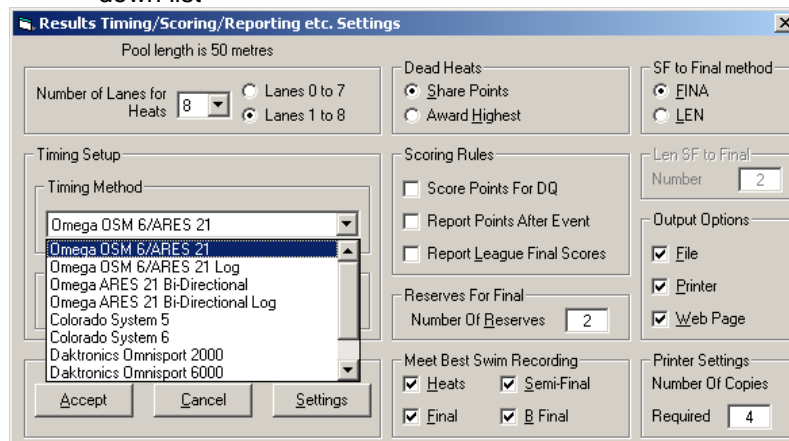 down list
Results Timing/Scoring/Reporting etc. Settings
Pool length is 50 metres
Number of Lanes for
Heats
8
Lanes 0 to 7
Lanes 1 to 8
Dead Heats
Share Points
Award Highest
SF to Final method
FINA
LEN
Timing Setup
Timing Method
Omega OSM 6/ARES 21
Omega OSM 6/ARES 21
Omega OSM 6/ARES 21 Log
Omega ARES 21 Bi-Directional
Omega ARES 21 Bi-Directional Log
Colorado System 5
Colorado System 6
Daktronics Omnisport 2000
Daktronics Omnisport 6000
Accept
Cancel
Settings
Scoring Rules
Score Points For DQ
Report Points After Event
Report League Final Scores
Len SF to Final
Number 2
Output Options
File
Printer
Web Page
Reserves For Final
Number Of Reserves 2
Meet Best Swim Recording
Heats
Semi-Final
Final
B Final
Printer Settings
Number Of Copies
Required 4